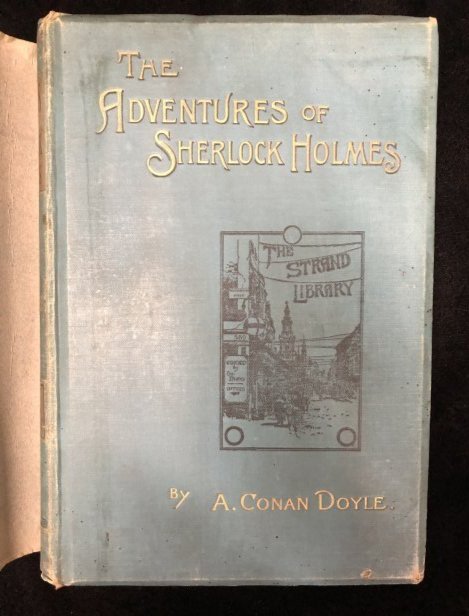 THE
ADVENTURES OF
SHERLOCK HOLMES
THE
STRAND
LIBRARY
BY A. CONAN DOYLE.